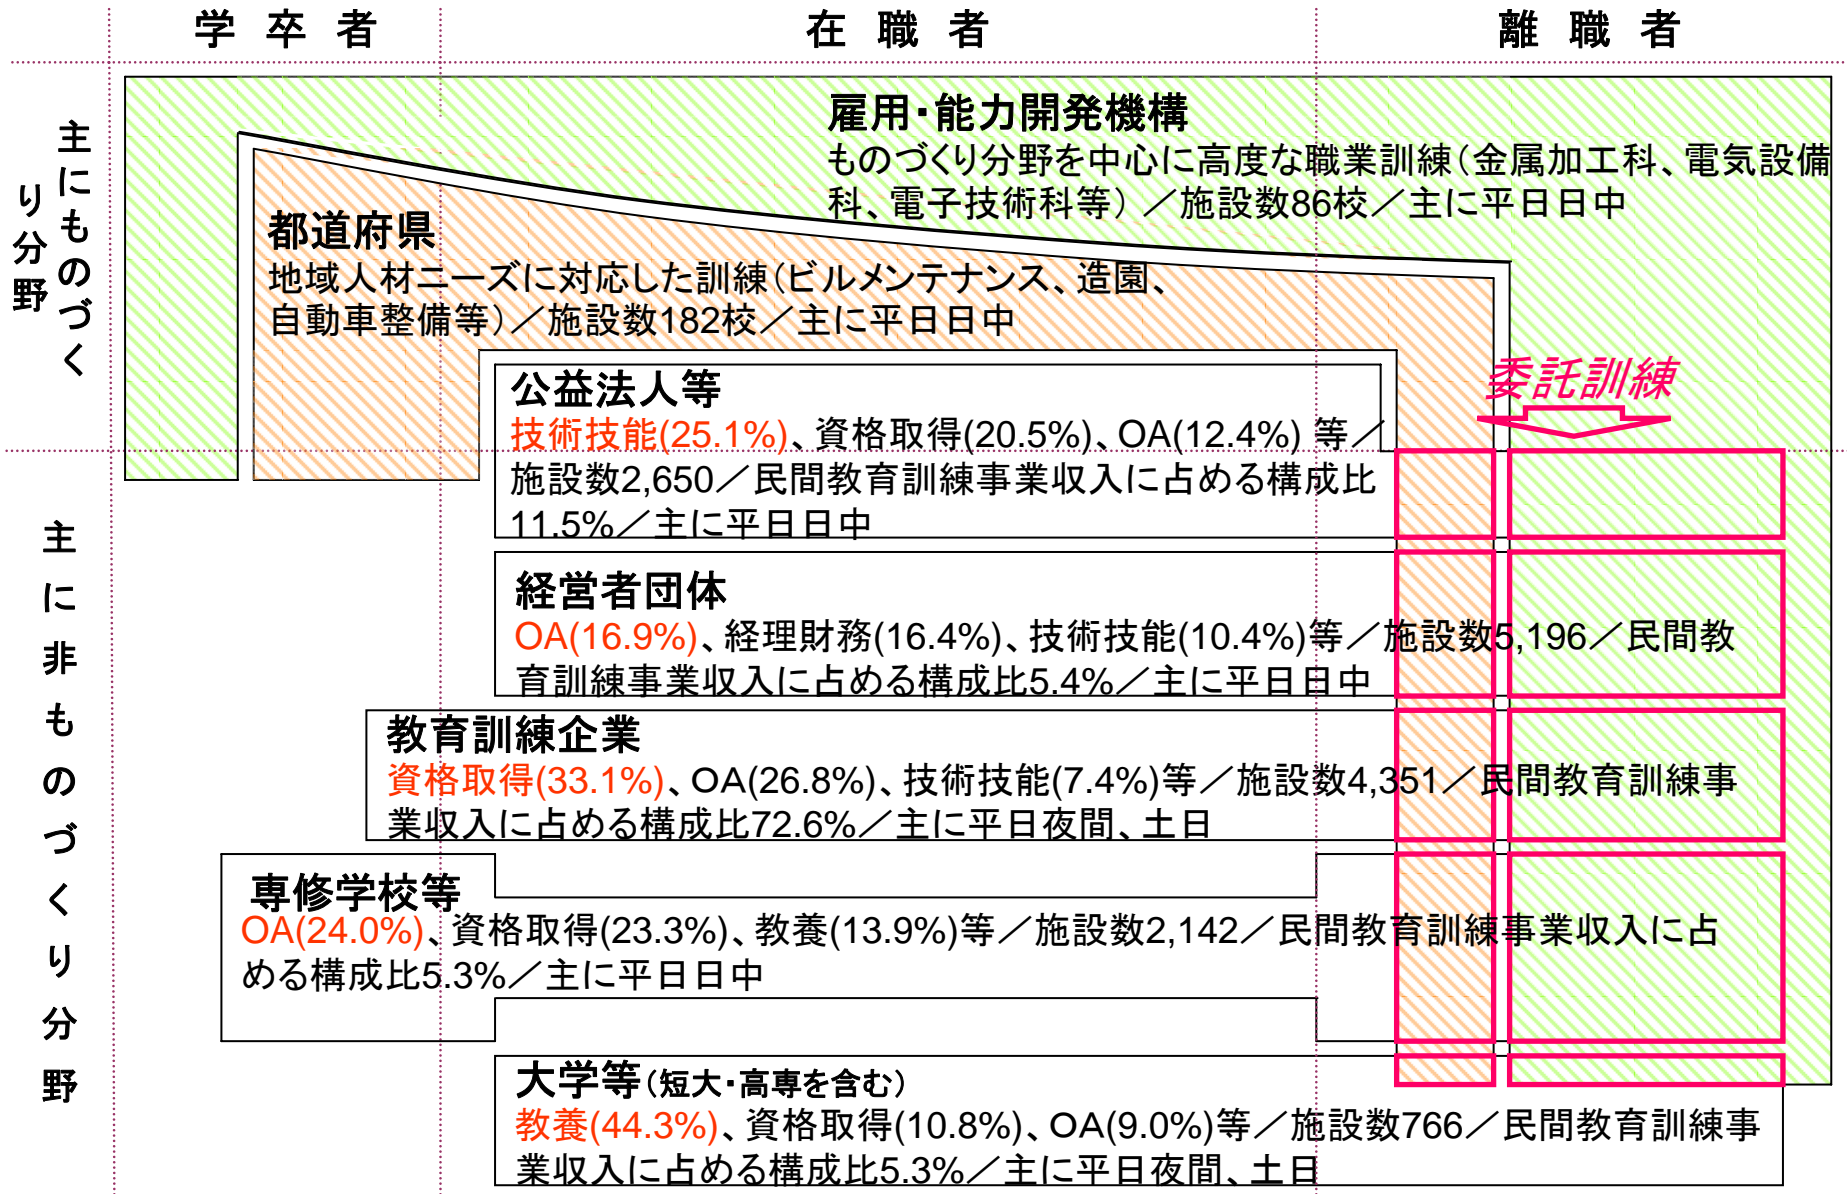 学 卒 者
在 職 者
離 職 者
主にものづく
り分野
雇用・能力開発機構
ものづくり分野を中心に高度な職業訓練（金属加工科、電気設備
科、電子技術科等）／施設数86校／主に平日日中
都道府県
地域人材ニーズに対応した訓練（ビルメンテナンス、造園、
自動車整備等）／施設数182校／主に平日日中
委託訓練
公益法人等
技術技能(25.1%)、資格取得(20.5%)、OA(12.4%) 等／
施設数2,650／民間教育訓練事業収入に占める構成比
11.5%／主に平日日中
主に非ものづくり分野
経営者団体
OA(16.9%)、経理財務(16.4%)、技術技能(10.4%)等／施設数5,196／民間教
育訓練事業収入に占める構成比5.4%／主に平日日中
教育訓練企業
資格取得(33.1%)、OA(26.8%)、技術技能(7.4%)等／施設数4,351／民間教育訓練事
業収入に占める構成比72.6%／主に平日夜間、土日
専修学校等
OA(24.0%)、資格取得(23.3%)、教養(13.9%)等／施設数2,142／民間教育訓練事業収入に占
める構成比5.3%／主に平日日中
大学等（短大・高専を含む）
教養(44.3%)、資格取得(10.8%)、OA(9.0%)等／施設数766／民間教育訓練事
業収入に占める構成比5.3%／主に平日夜間、土日